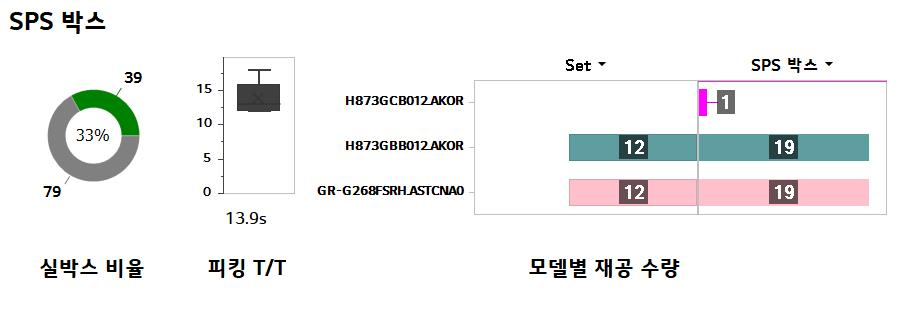 SPS 박스
39
33%
79
15
10
5
0
13.9s
Set
SPS 박스
H873GCB012.AKOR
1
H873GBB012.AKOR
12
19
GR-G268FSRH.ASTCNA0
12
19
실박스 비율
피킹 T/T
모델별 재공 수량